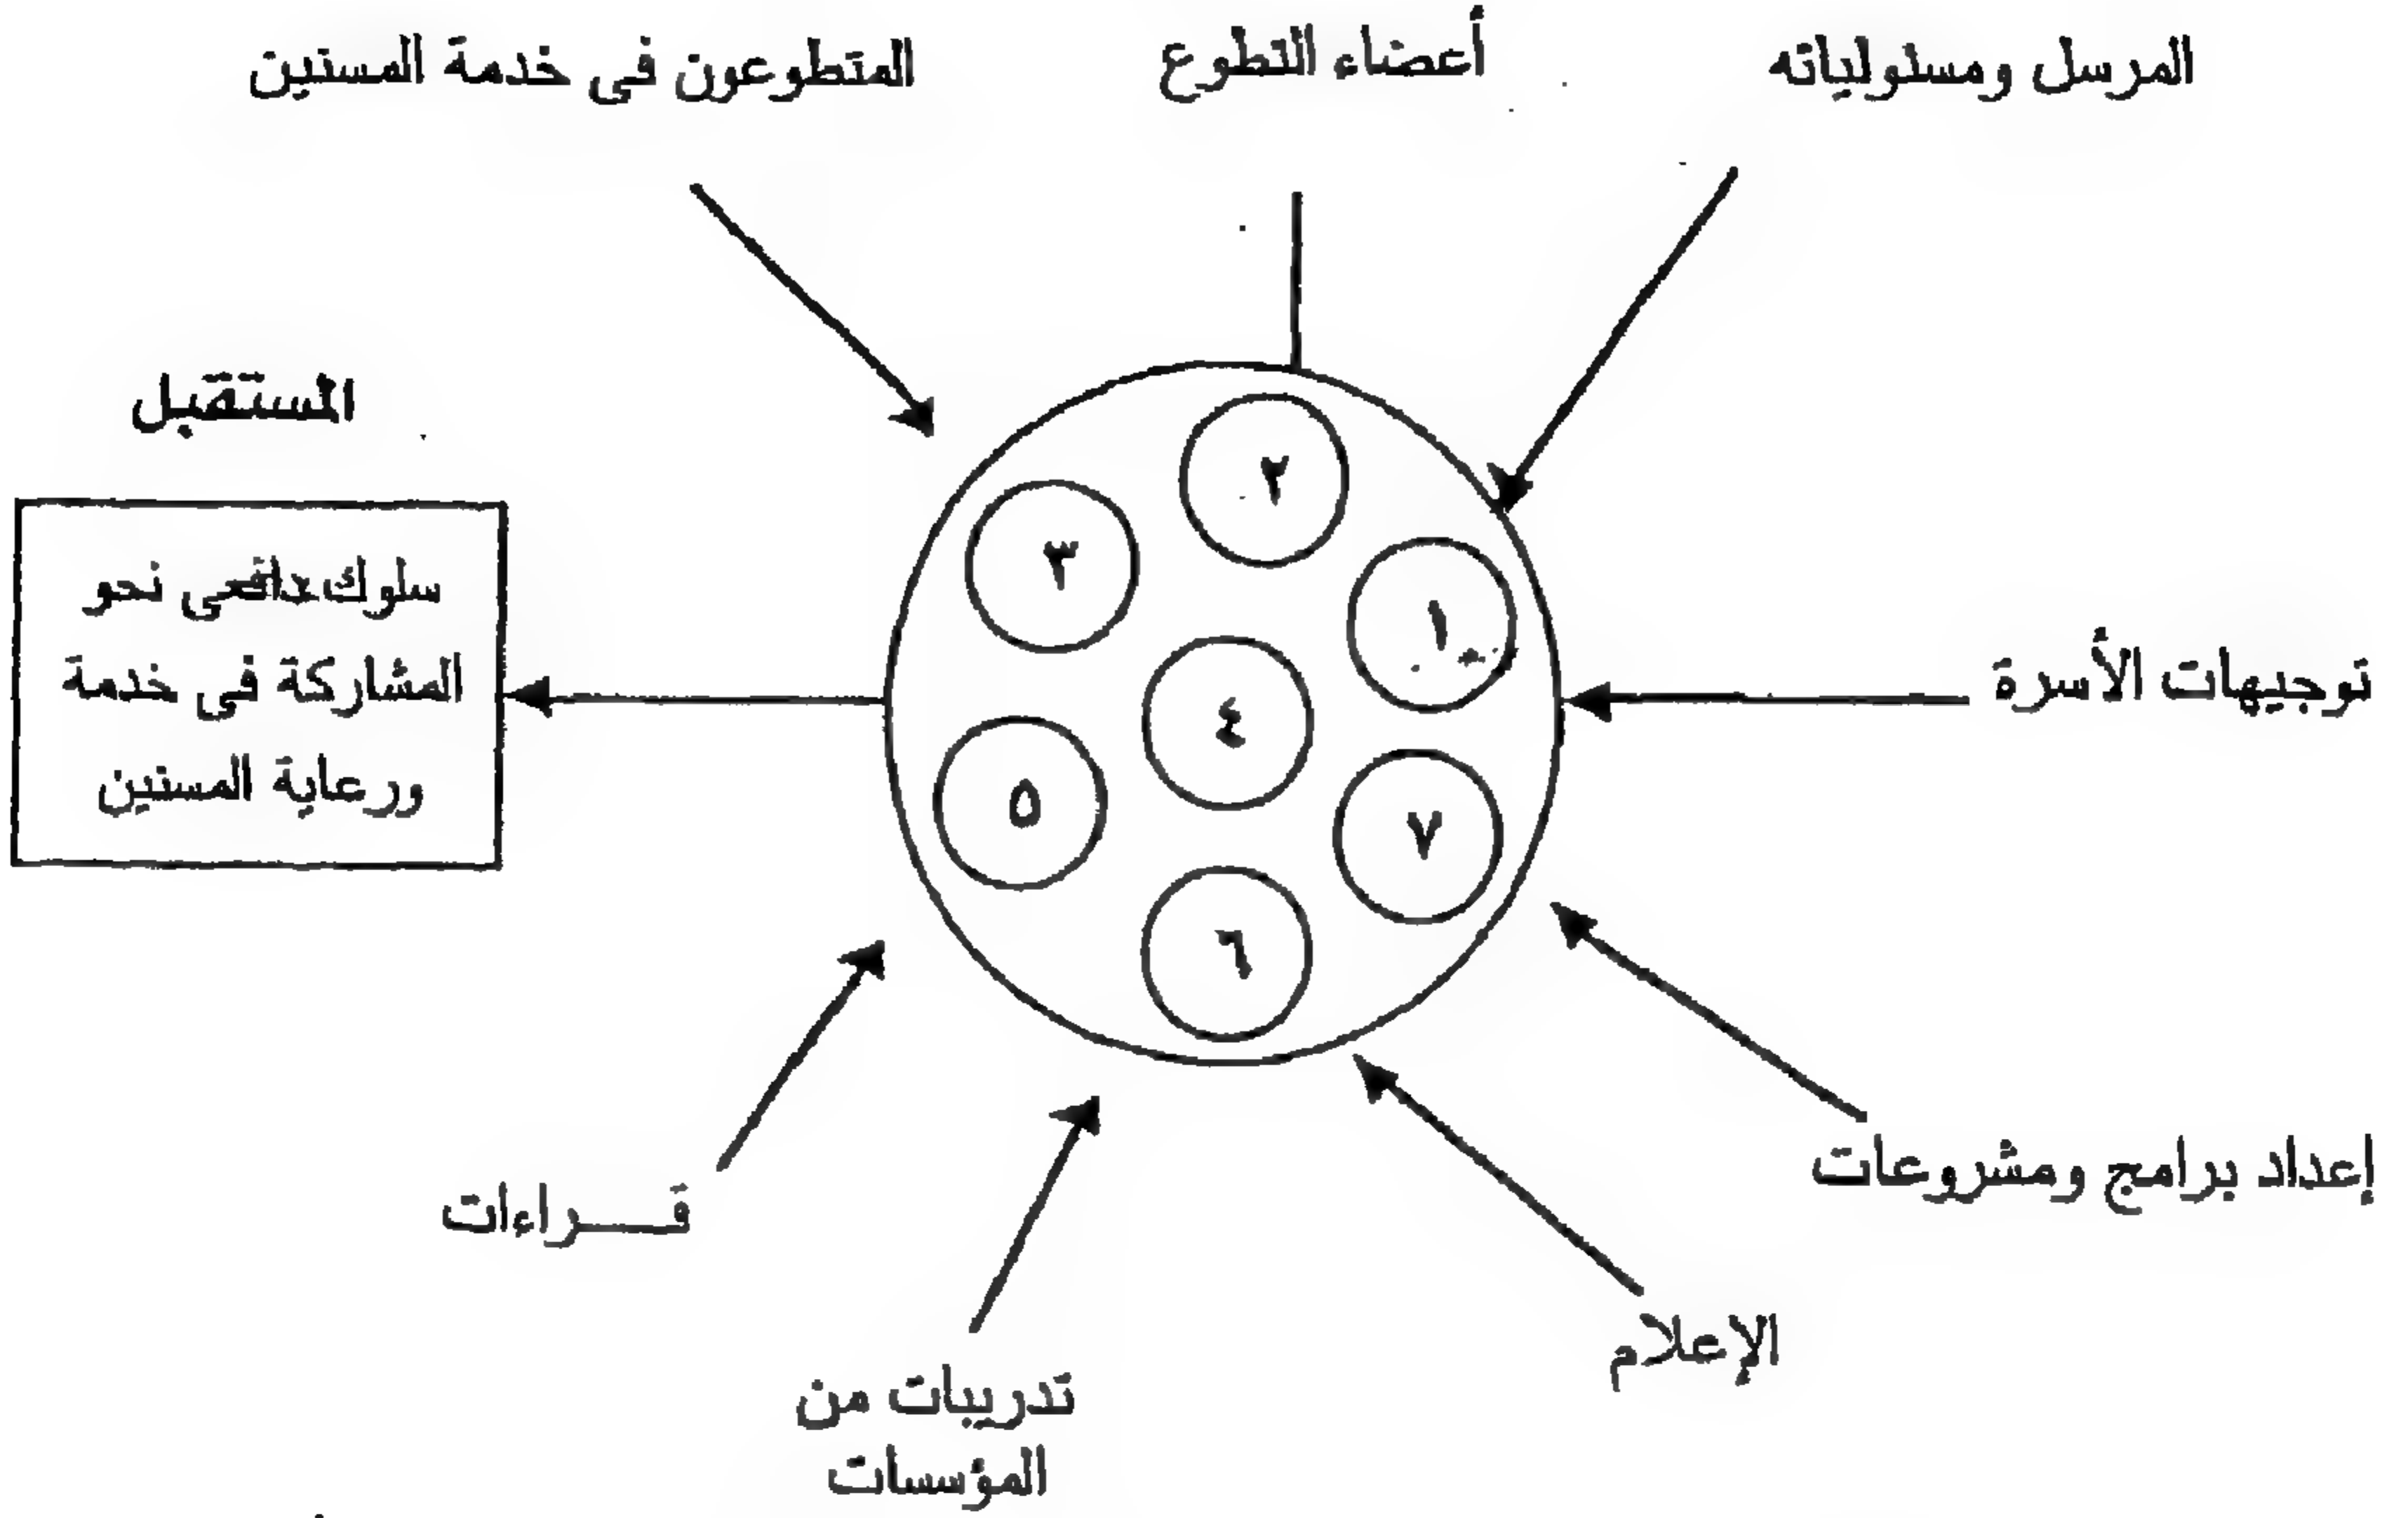 المرسل ومسئولياته
أعضاء التطوع
المتطوعون فى خدمة المسنين
المستقبل
سلوك دافعى نحو
المشاركة فى خدمة
ورعاية المسنين
٢
٣
١
٤
٥
٧
٦
توجيهات الأسرة
إعداد برامج ومشروعات
قـــراءات
الإعلام
تدريبات من
المؤسسات